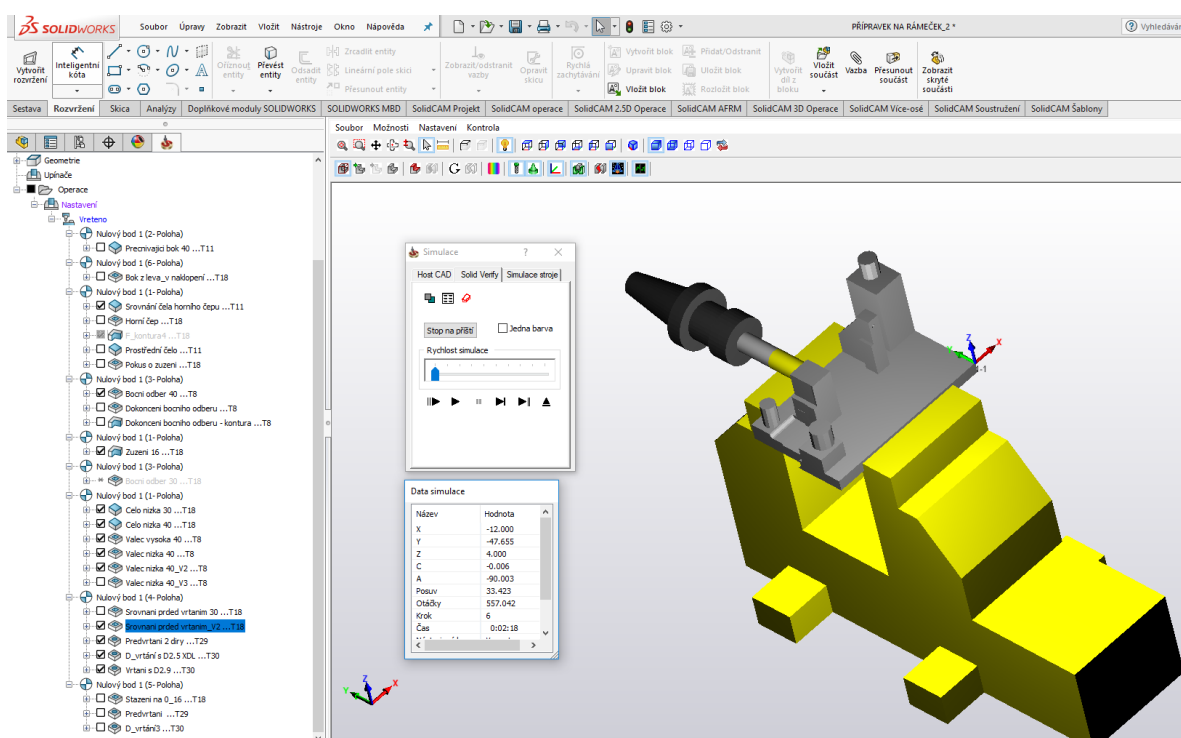 SOLIDWORKS
Soubor Úpravy Zobrazit Vložit Nástroje Okno Nápověda
PŘÍPRAVEK NA RÁMEČEK_2 *
Vyhledáván
Vytvořit rozvržení
Inteligentní kóta
Oříznout entity
Převést entity
Odsadit entity
Zrcadlit entity
Lineární pole skici
Přesunout entity
Zobrazit/odstranit vazby
Opravit skicu
Rychlá zachytávání
Vytvořit blok
Upravit blok
Vložit blok
Přidat/Odstranit
Uložit blok
Rozložit blok
Vytvořit díl z bloku
Vložit součást
Vazba
Přesunout součást
Zobrazit skryté součásti
Sestava Rozvržení Skica Analýzy Doplňkové moduly SOLIDWORKS SOLIDWORKS MBD SolidCAM Projekt SolidCAM operace SolidCAM 2.5D Operace SolidCAM AFRM SolidCAM 3D Operace SolidCAM Více-osé SolidCAM Soustružení SolidCAM Šablony
Soubor Možnosti Nastavení Kontrola
Geometrie
Upínače
Operace
Nastavení
Vreteno
Nulový bod 1 (2- Poloha)
Precnivajici bok 40 ...T11
Nulový bod 1 (6- Poloha)
Bok z leva_v naklopení ...T18
Nulový bod 1 (1- Poloha)
Srovnání čela horního čepu ...T11
Horní čep ...T18
F_kontura4 ...T18
Prostřední čelo ...T11
Pokus o zuzeni ...T18
Nulový bod 1 (3- Poloha)
Bocni odber 40 ...T8
Dokonceni bocniho odberu ...T8
Dokonceni bocniho odberu - kontura ...T8
Nulový bod 1 (1- Poloha)
Zuzeni 16 ...T18
Nulový bod 1 (3- Poloha)
Bocni odber 30 ...T18
Nulový bod 1 (1- Poloha)
Celo nizka 30 ...T18
Celo nizka 40 ...T18
Valec vysoka 40 ...T8
Valec nizka 40 ...T8
Valec nizka 40_V2 ...T8
Valec nizka 40_V3 ...T8
Nulový bod 1 (4- Poloha)
Srovnani prded vrtanim 30 ...T18
Srovnani prded vrtanim_V2 ...T18
Predvrtani 2 diry ...T29
D_vrtání s D2.5 XDL ...T30
Vrtani s D2.9 ...T30
Nulový bod 1 (5- Poloha)
Stazeni na 0_16 ...T18
Predvrtani ...T29
D_vrtání3 ...T30
Simulace ?
Host CAD Solid Verify Simulace stroje
Stop na příští Jedna barva
Rychlost simulace
Data simulace
Název Hodnota
X -12.000
Y -47.655
Z 4.000
C -0.006
A -90.003
Posuv 33.423
Otáčky 557.042
Krok 6
Čas 0:02:18
Z
X
Z
X
Y